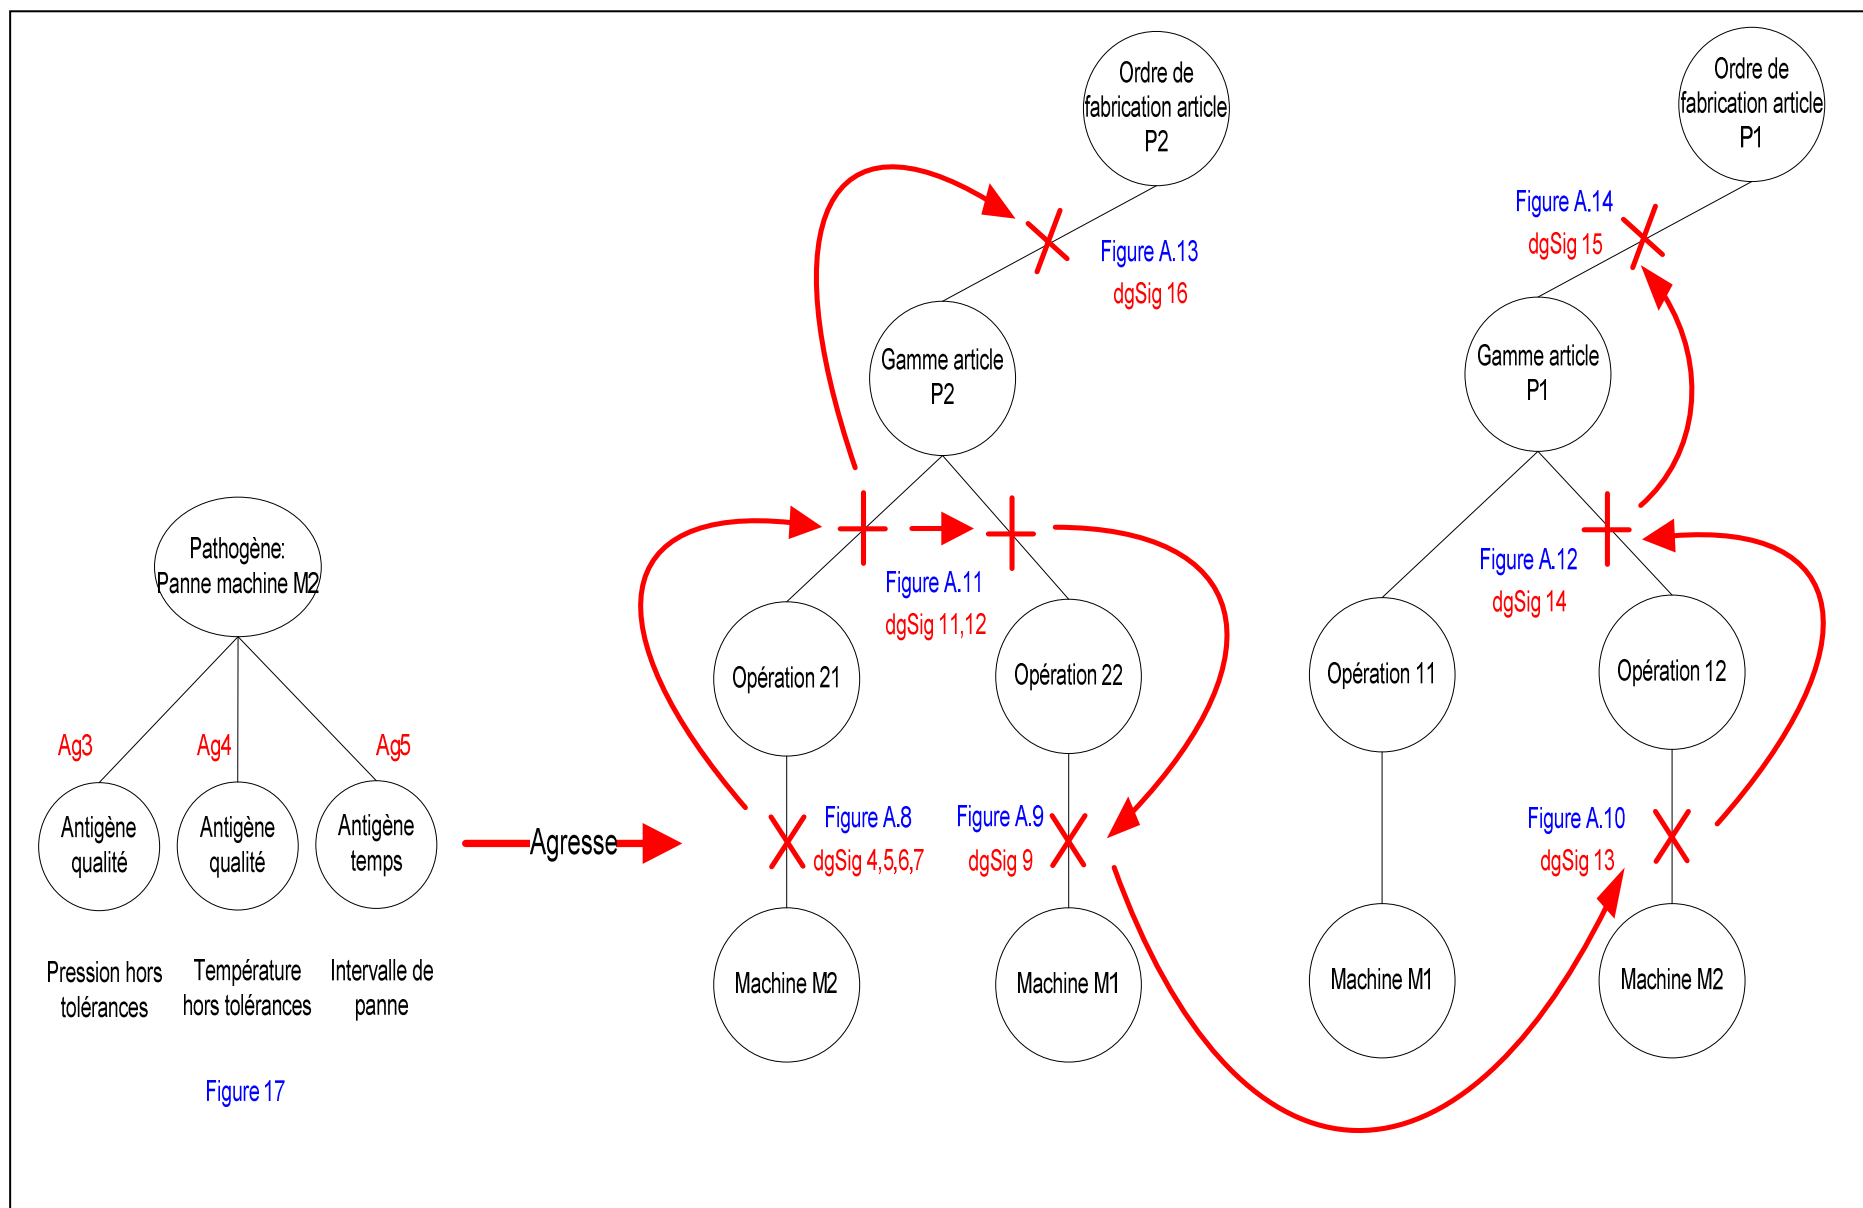 Ordre de
fabrication article
P2
Ordre de
fabrication article
P1
Figure A.14
dgSig 15
Figure A.13
dgSig 16
Gamme article
P2
Gamme article
P1
Pathogène:
Panne machine M2
Figure A.11
dgSig 11,12
Figure A.12
dgSig 14
Opération 21
Opération 22
Opération 11
Opération 12
Ag3
Ag4
Ag5
Antigène
qualité
Antigène
qualité
Antigène
temps
Agresse
Figure A.8
dgSig 4,5,6,7
Figure A.9
dgSig 9
Figure A.10
dgSig 13
Pression hors
tolérances
Température
hors tolérances
Intervalle de
panne
Machine M2
Machine M1
Machine M1
Machine M2
Figure 17